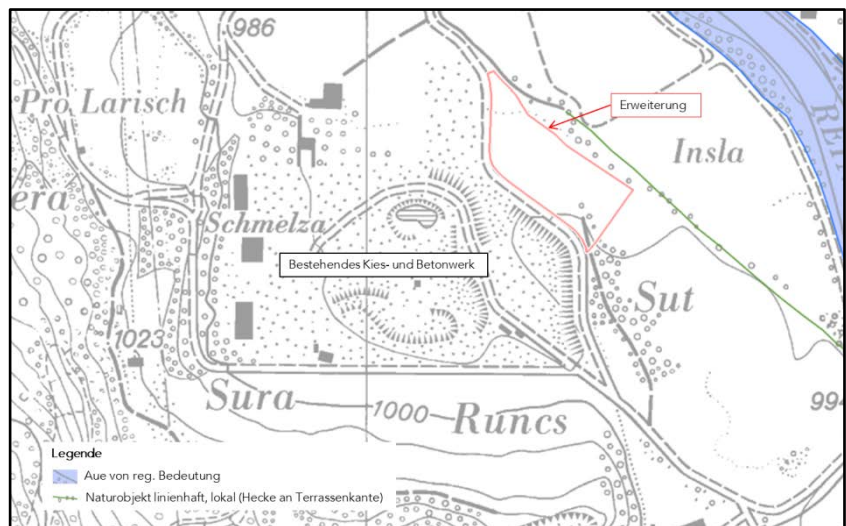 986
Pro Larisch
Erweiterung
Insla
era
Schmelza
Bestehendes Kies- und Betonwerk
Sut
1023
Sura
1000
Runcs
994
Legende
Aue von reg. Bedeutung
Naturobjekt linienhaft, lokal (Hecke an Terrassenkante)